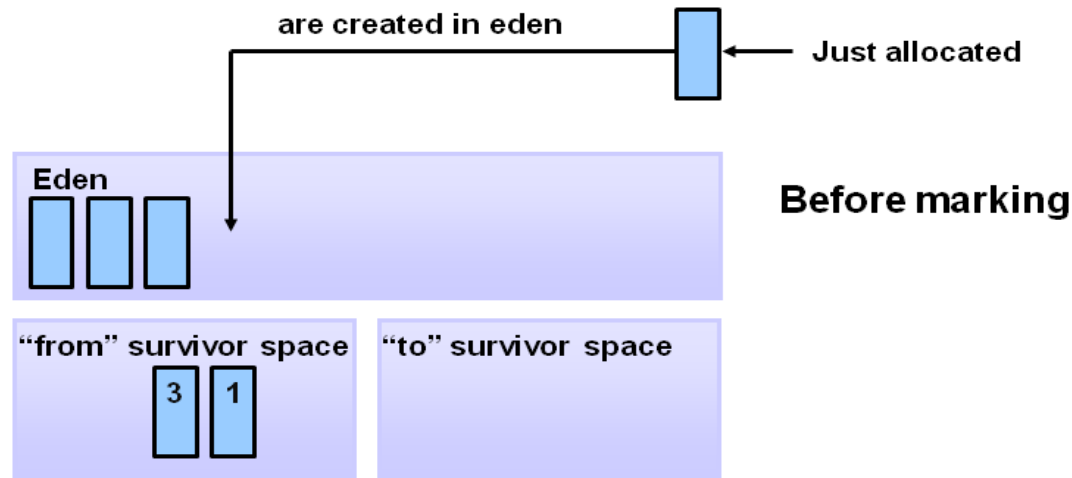 are created in eden
Just allocated
Eden
Before marking
“from” survivor space
“to” survivor space
3 1